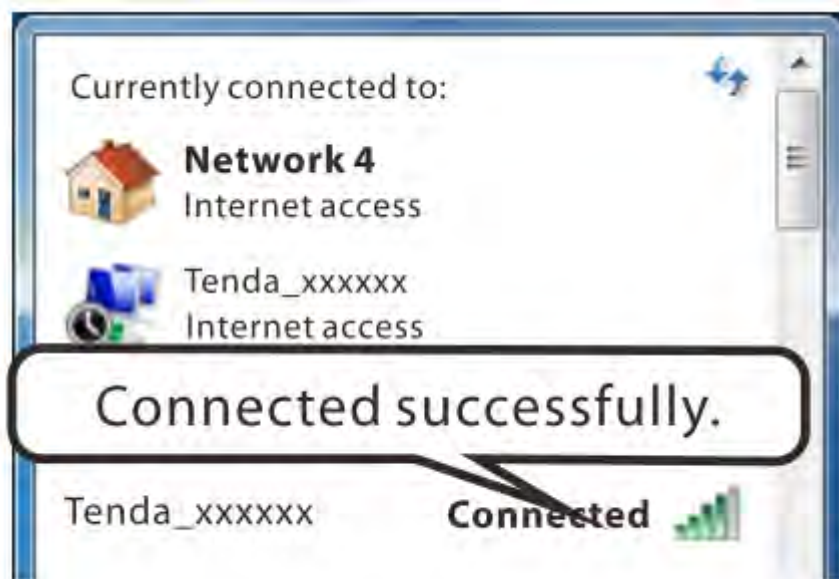 Currently connected to:
Network 4
Internet access
Tenda_xxxxxx
Internet access
Connected successfully.
Tenda_xxxxxx Connected